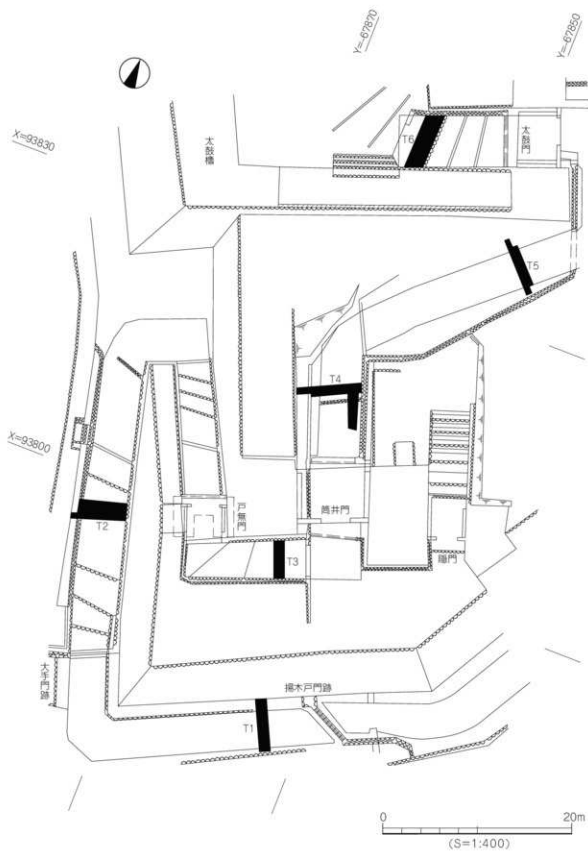 Y=-67870
Y=-67850
X=93830
太鼓櫓
T6
太鼓門
T5
T4
X=93800
T2
戸無門
筒井門
T3
隠門
大手門跡
揚木戸門跡
T1
0 20m
(S=1:400)